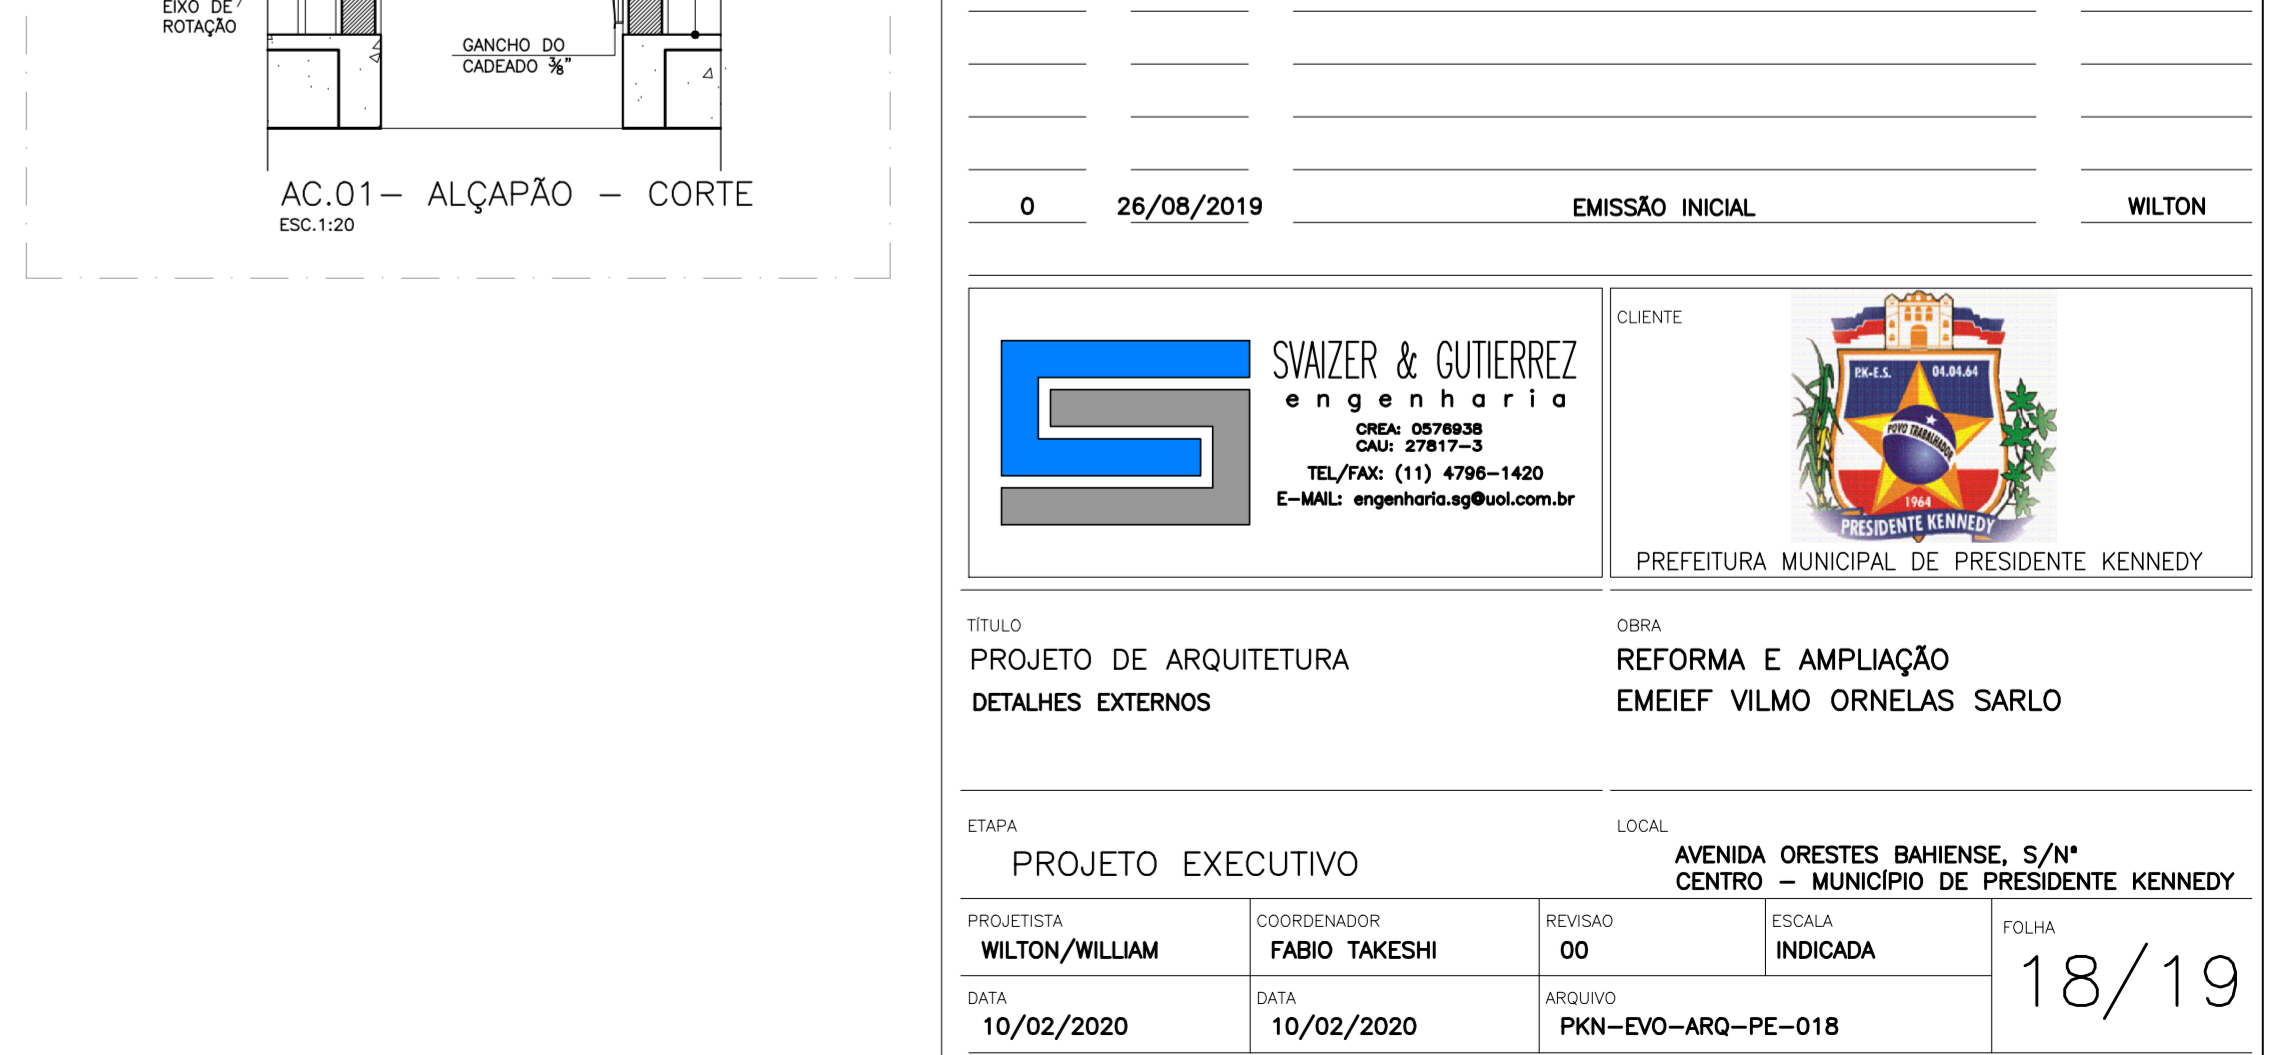 EIXO DE
ROTAÇÃO
GANCHO DO
CADEADO ⅜"
AC.01— ALÇAPÃO — CORTE
ESC.1:20
0 26/08/2019 EMISSÃO INICIAL WILTON
SVAIZER & GUTIERREZ
engenharia
CREA: 0576938
CAU: 27817-3
TEL/FAX: (11) 4796-1420
E-MAIL: engenharia.sg@uol.com.br
CLIENTE
P.K-E.S. 04.04.64
POVO TRABALHADOR
1964
PRESIDENTE KENNEDY
PREFEITURA MUNICIPAL DE PRESIDENTE KENNEDY
TÍTULO
PROJETO DE ARQUITETURA
DETALHES EXTERNOS
OBRA
REFORMA E AMPLIAÇÃO
EMEIEF VILMO ORNELAS SARLO
ETAPA
PROJETO EXECUTIVO
LOCAL
AVENIDA ORESTES BAHIENSE, S/Nº
CENTRO — MUNICÍPIO DE PRESIDENTE KENNEDY
PROJETISTA
WILTON/WILLIAM
COORDENADOR
FABIO TAKESHI
REVISAO
00
ESCALA
INDICADA
FOLHA
18/19
DATA
10/02/2020
DATA
10/02/2020
ARQUIVO
PKN-EVO-ARQ-PE-018